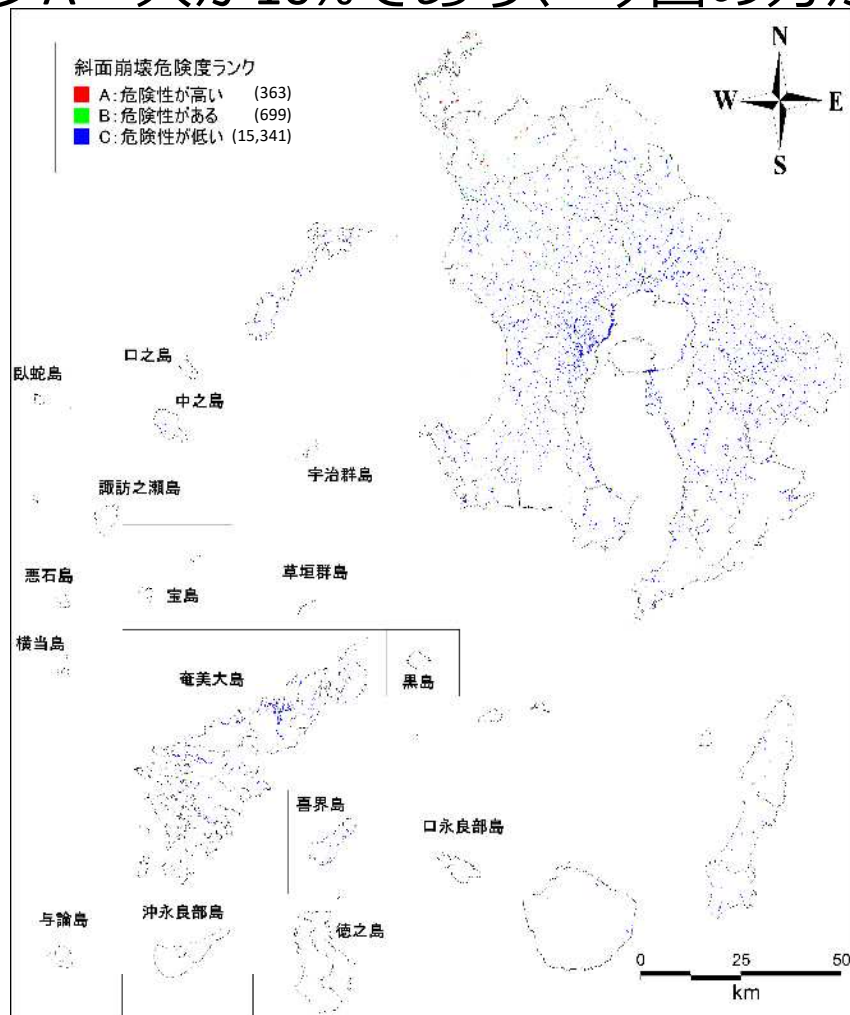 斜面崩壊危険度ランク
A:危険性が高い (363)
B:危険性がある (699)
C:危険性が低い (15,341)
N
W E
S
口之島
臥蛇島
中之島
宇治群島
諏訪之瀬島
悪石島
宝島
草垣群島
横当島
奄美大島
黒島
喜界島
口永良部島
与論島
沖永良部島
徳之島
0 25 50
km